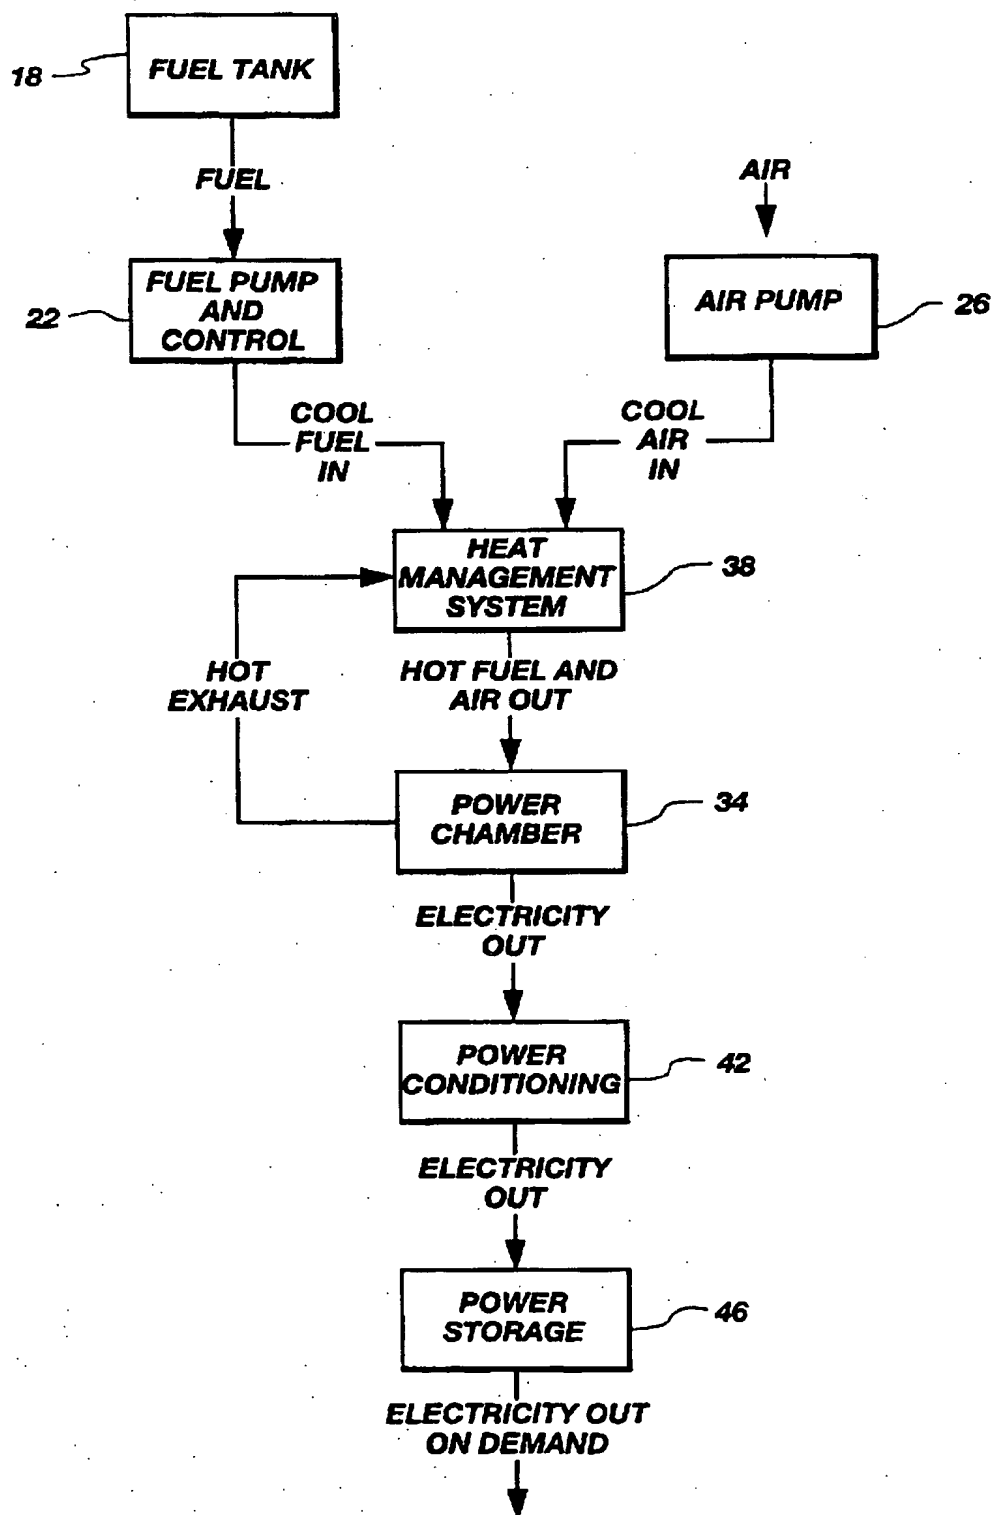 18
FUEL TANK
FUEL
AIR
22
FUEL PUMP
AND
CONTROL
AIR PUMP
26
COOL
FUEL
IN
COOL
AIR
IN
HEAT
MANAGEMENT
SYSTEM
38
HOT
EXHAUST
HOT FUEL AND
AIR OUT
POWER
CHAMBER
34
ELECTRICITY
OUT
POWER
CONDITIONING
42
ELECTRICITY
OUT
POWER
STORAGE
46
ELECTRICITY OUT
ON DEMAND